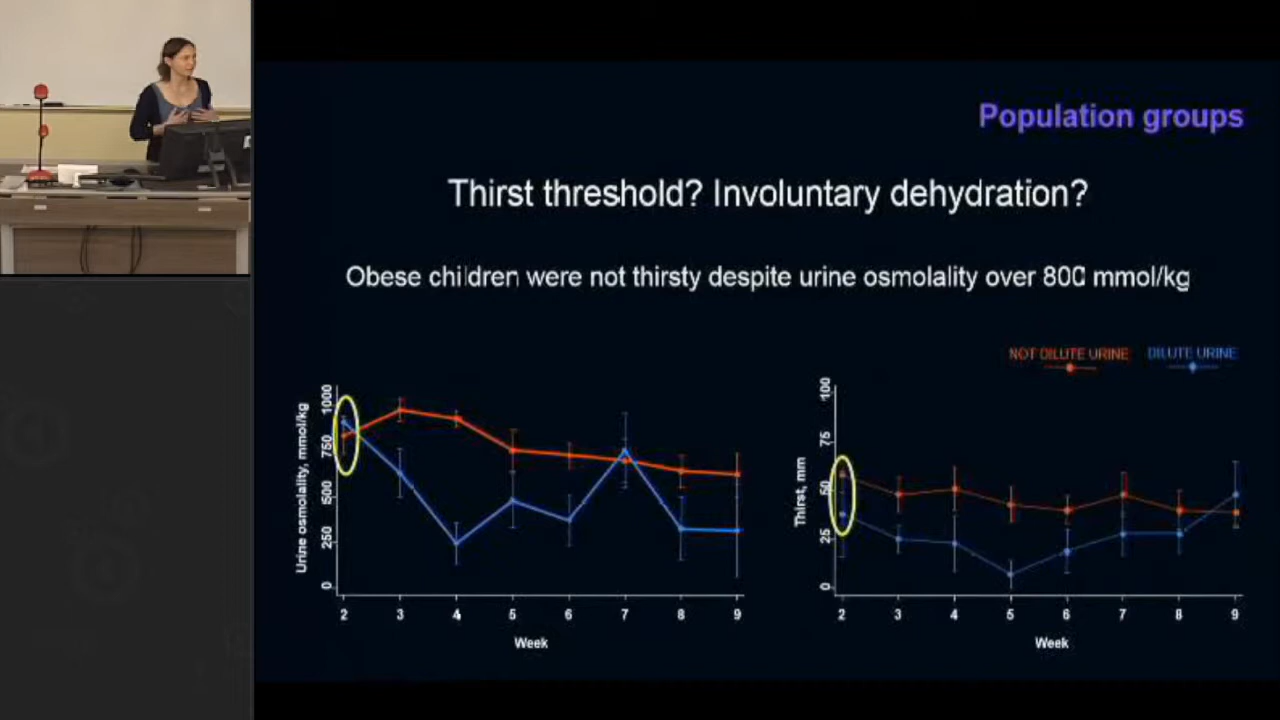 Population groups
Thirst threshold? Involuntary dehydration?
Obese children were not thirsty despite urine osmolality over 800 mmol/kg
NOT DILUTE URINE
DILUTE URINE
Urine osmolality, mmol/kg
1000
750
500
250
0
2 3 4 5 6 7 8 9
Week
Thirst, mm
100
75
50
25
0
2 3 4 5 6 7 8 9
Week